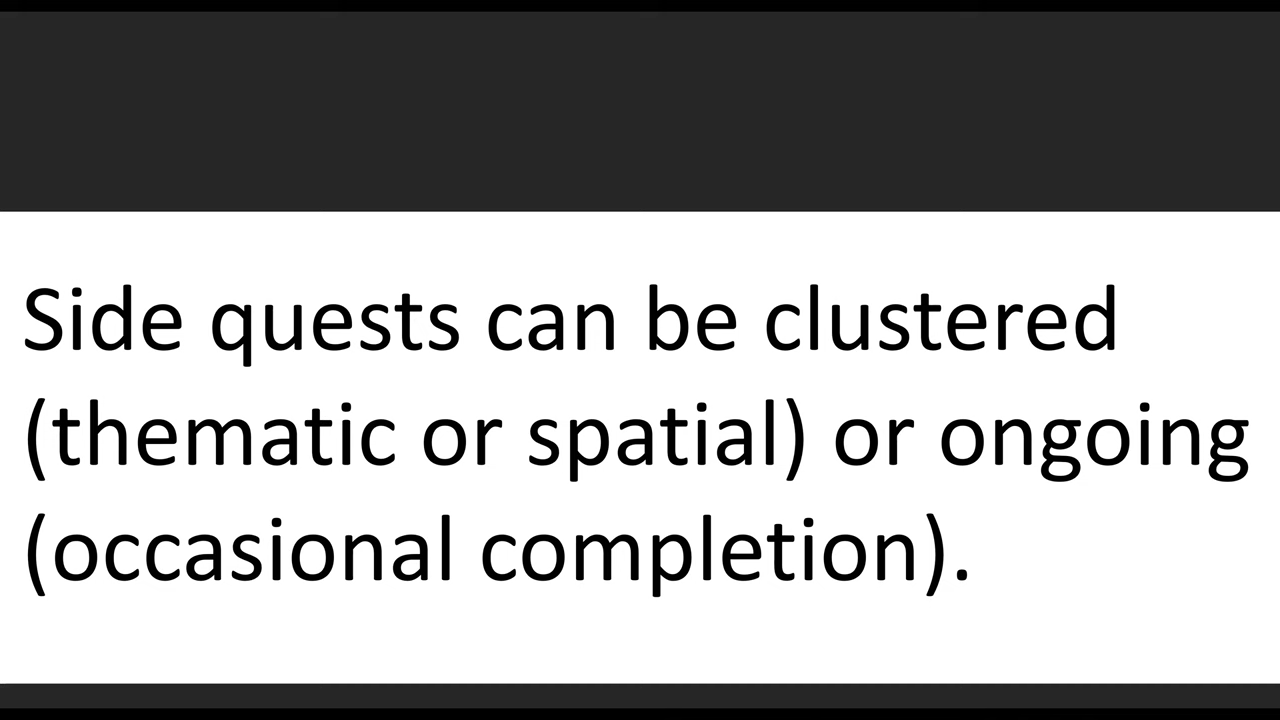 Side quests can be clustered
(thematic or spatial) or ongoing
(occasional completion).